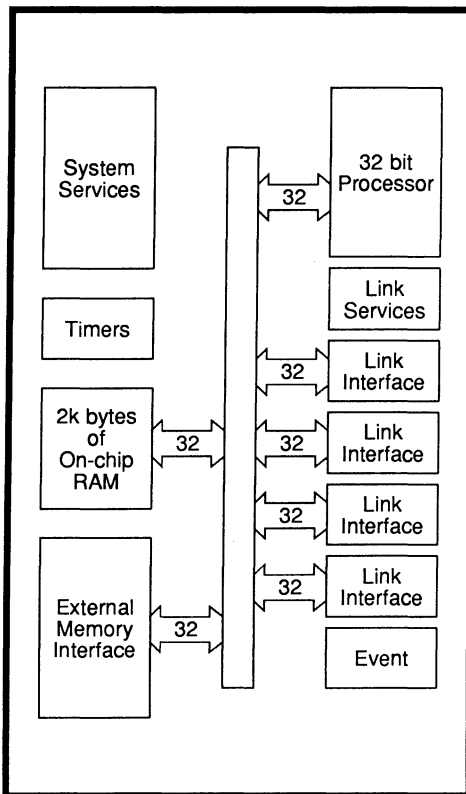 System
Services
Timers
2k bytes
of
On-chip
RAM
32
External
Memory
Interface
32
32 bit
Processor
32
Link
Services
Link
Interface
32
Link
Interface
32
Link
Interface
32
Link
Interface
32
Event